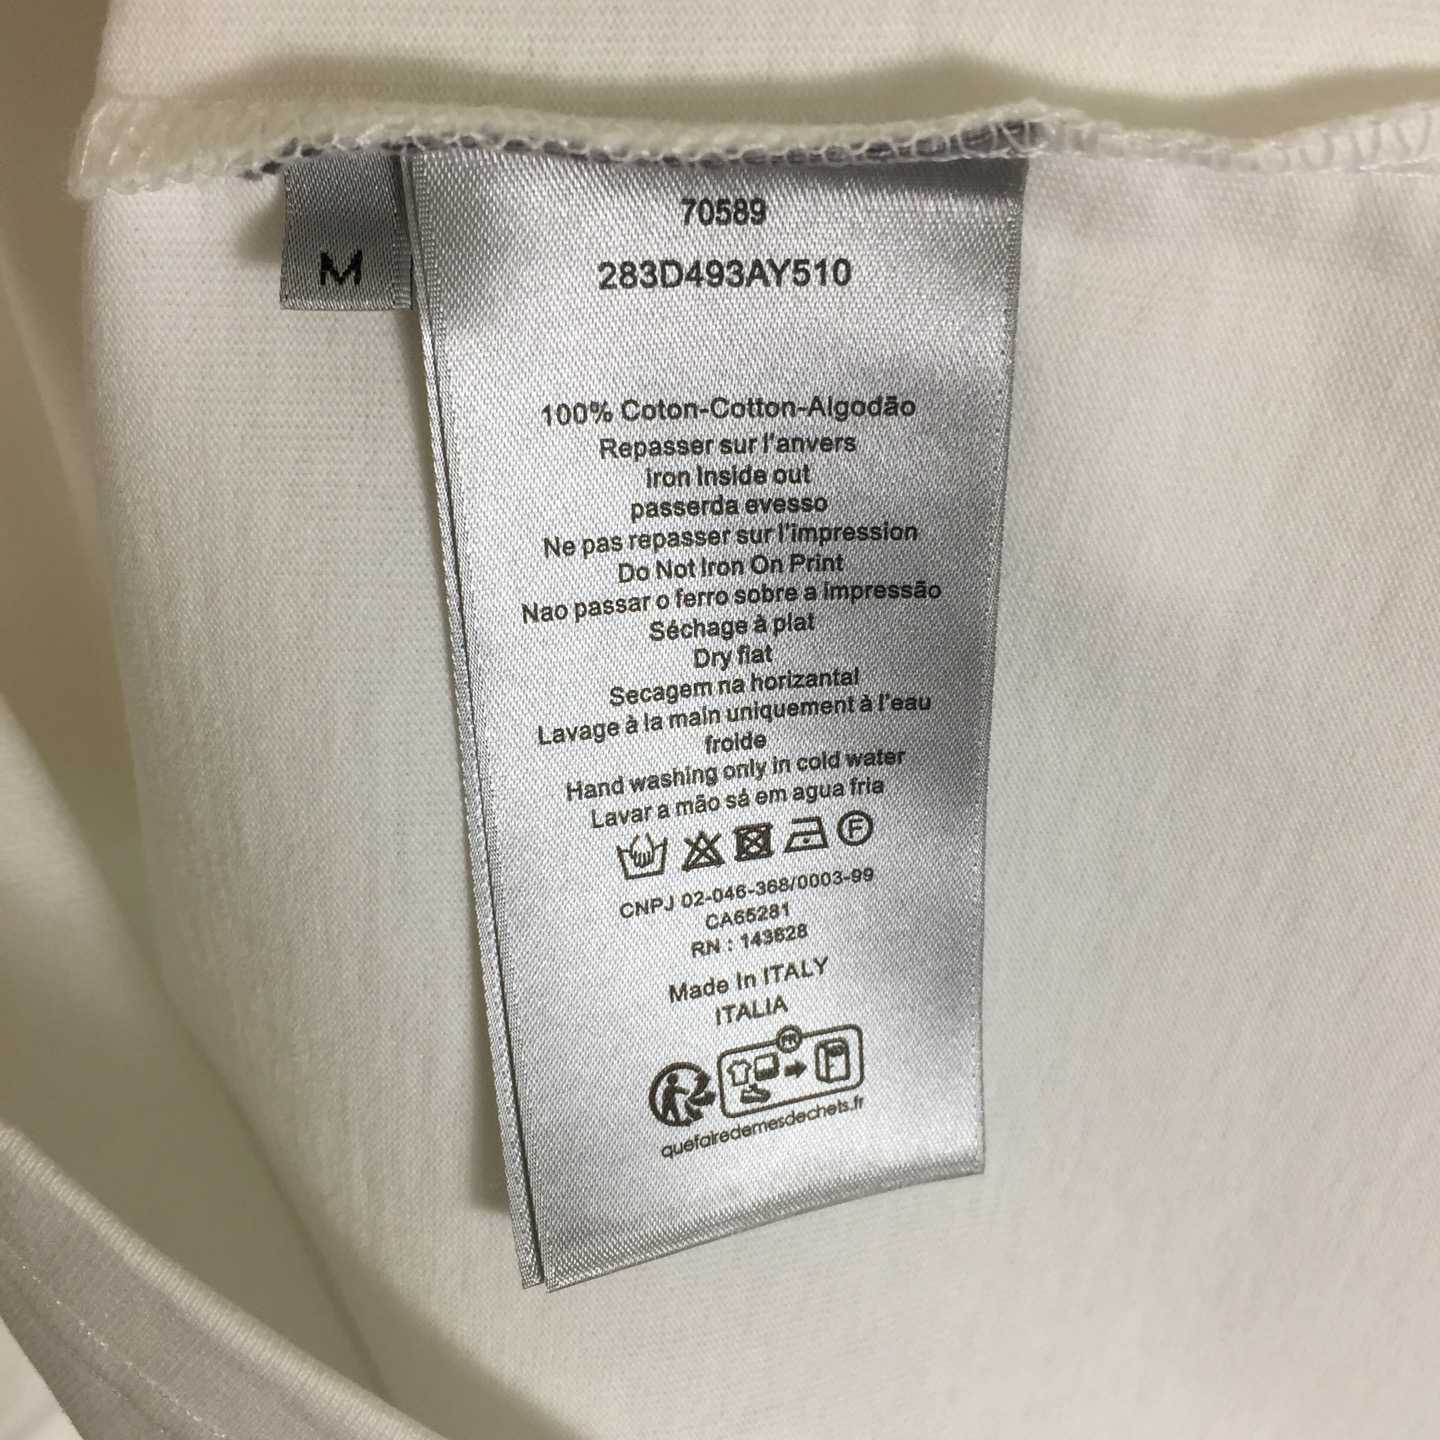 M
70589
283D493AY510
100% Coton-Cotton-Algodão
Repasser sur l'anvers
iron Inside out
passerda evesso
Ne pas repasser sur l'impression
Do Not Iron On Print
Nao passar o ferro sobre a impressão
Séchage à plat
Dry flat
Secagem na horizantal
Lavage à la main uniquement à l'eau
froide
Hand washing only in cold water
Lavar a mão sá em agua fria
F
CNPJ 02-046-368/0003-99
CA65281
RN : 143628
Made In ITALY
ITALIA
FR
quefairedemesdechets.fr